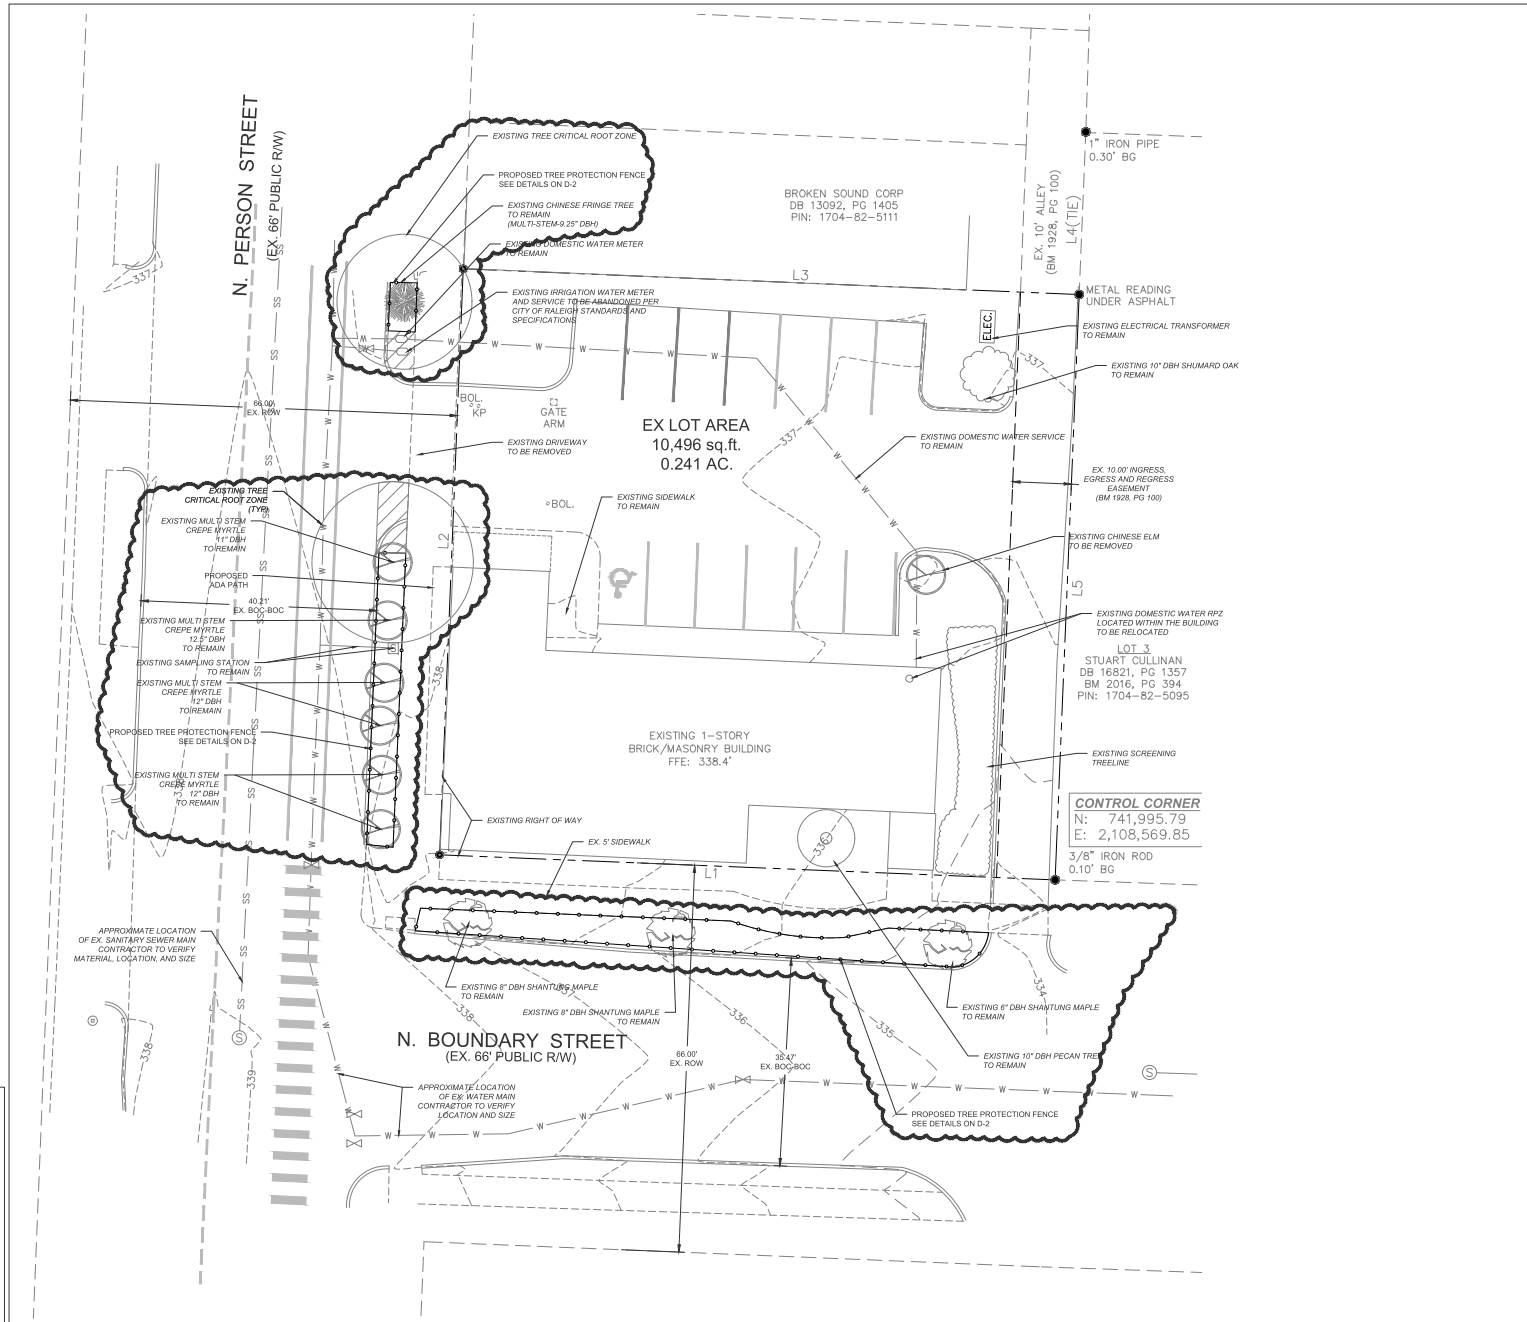 N. PERSON STREET
(EX. 66' PUBLIC R/W)
EXISTING TREE CRITICAL ROOT ZONE
PROPOSED TREE PROTECTION FENCE
SEE DETAILS ON D-2
EXISTING CHINESE FRINGE TREE
TO REMAIN
(MULTI-STEM-9.25" DBH)
EXISTING DOMESTIC WATER METER
TO REMAIN
EXISTING IRRIGATION WATER METER
AND SERVICE TO BE ABANDONED PER
CITY OF RALEIGH STANDARDS AND
SPECIFICATIONS
BROKEN SOUND CORP
DB 13092, PG 1405
PIN: 1704-82-5111
EX. 10' ALLEY
(BM 1928, PG 100)
L4(TIE)
1" IRON PIPE
0.30' BG
L3
METAL READING
UNDER ASPHALT
ELEC.
EXISTING ELECTRICAL TRANSFORMER
TO REMAIN
337
337
EXISTING 10" DBH SHUMARD OAK
TO REMAIN
66.00'
EX. ROW
BOL.
KP
GATE
ARM
EX LOT AREA
10,496 sq.ft.
0.241 AC.
337
EXISTING DRIVEWAY
TO BE REMOVED
EXISTING DOMESTIC WATER SERVICE
TO REMAIN
EX. 10.00' INGRESS,
EGRESS AND REGRESS
EASEMENT
(BM 1928, PG 100)
EXISTING TREE
CRITICAL ROOT ZONE
(TYP)
EXISTING SIDEWALK
TO REMAIN
BOL.
EXISTING MULTI STEM
CREPE MYRTLE
11" DBH
TO REMAIN
L2
EXISTING CHINESE ELM
TO BE REMOVED
PROPOSED
ADA PATH
L5
40.21'
EX. BOC-BOC
EXISTING MULTI STEM
CREPE MYRTLE
12.5" DBH
TO REMAIN
EXISTING DOMESTIC WATER RPZ
LOCATED WITHIN THE BUILDING
TO BE RELOCATED
EXISTING SAMPLING STATION
TO REMAIN
338
LOT 3
STUART CULLINAN
DB 16821, PG 1357
BM 2016, PG 394
PIN: 1704-82-5095
EXISTING MULTI STEM
CREPE MYRTLE
12" DBH
TO REMAIN
PROPOSED TREE PROTECTION FENCE
SEE DETAILS ON D-2
EXISTING 1-STORY
BRICK/MASONRY BUILDING
FFE: 338.4'
EXISTING SCREENING
TREELINE
EXISTING MULTI STEM
CREPE MYRTLE
12" DBH
TO REMAIN
338
CONTROL CORNER
N: 741,995.79
E: 2,108,569.85
EXISTING RIGHT OF WAY
EX. 5' SIDEWALK
336
L1
3/8" IRON ROD
0.10' BG
APPROXIMATE LOCATION
OF EX. SANITARY SEWER MAIN
CONTRACTOR TO VERIFY
MATERIAL, LOCATION, AND SIZE
EXISTING 8" DBH SHANTUNG MAPLE
TO REMAIN
337
334
EXISTING 8" DBH SHANTUNG MAPLE
TO REMAIN
EXISTING 6" DBH SHANTUNG MAPLE
TO REMAIN
338
336
335
N. BOUNDARY STREET
(EX. 66' PUBLIC R/W)
66.00'
EX. ROW
35.47'
EX. BOC-BOC
EXISTING 10" DBH PECAN TREE
TO REMAIN
338
339
S
S
APPROXIMATE LOCATION
OF EX. WATER MAIN
CONTRACTOR TO VERIFY
LOCATION AND SIZE
PROPOSED TREE PROTECTION FENCE
SEE DETAILS ON D-2